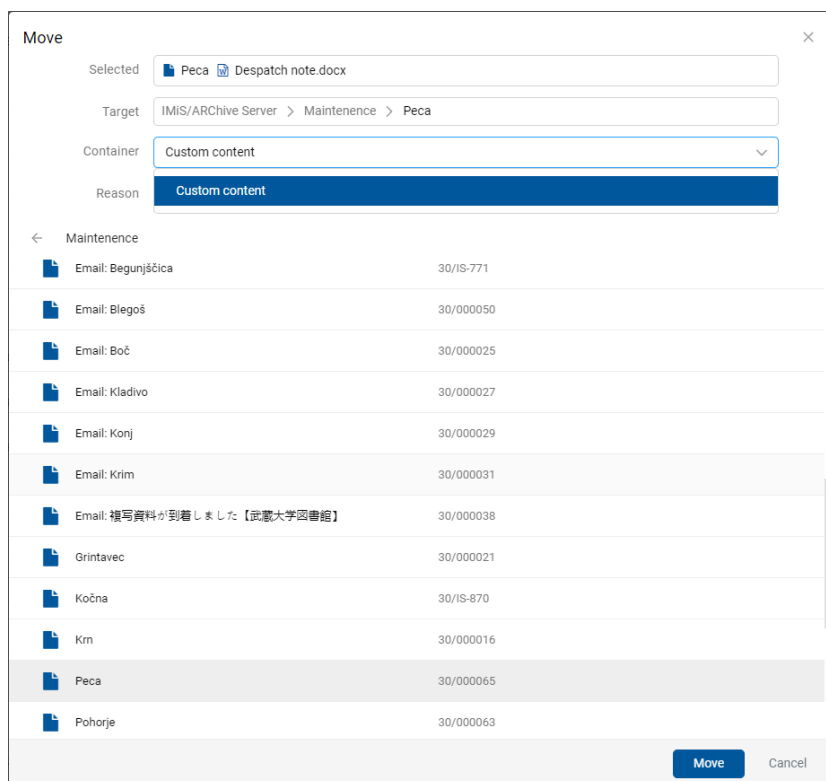 Move
Selected Peca Despatch note.docx
Target IMiS/ARChive Server > Maintenence > Peca
Container Custom content
Reason Custom content
← Maintenence
Email: Begunjščica 30/IS-771
Email: Blegoš 30/000050
Email: Boč 30/000025
Email: Kladivo 30/000027
Email: Konj 30/000029
Email: Krim 30/000031
Email: 複写資料が到着しました【武蔵大学図書館】 30/000038
Grintavec 30/000021
Kočna 30/IS-870
Krn 30/000016
Peca 30/000065
Pohorje 30/000063
Move Cancel